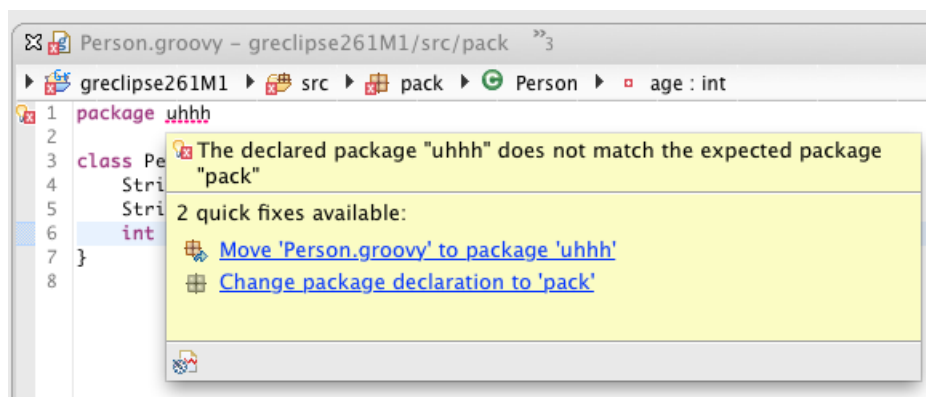 Person.groovy – greclipse261M1/src/pack »3
greclipse261M1 src pack Person age : int
1 package uhhh
2
3 class Pe
4 Stri
5 Stri
6 int
7 }
8
The declared package "uhhh" does not match the expected package
"pack"
2 quick fixes available:
Move 'Person.groovy' to package 'uhhh'
Change package declaration to 'pack'